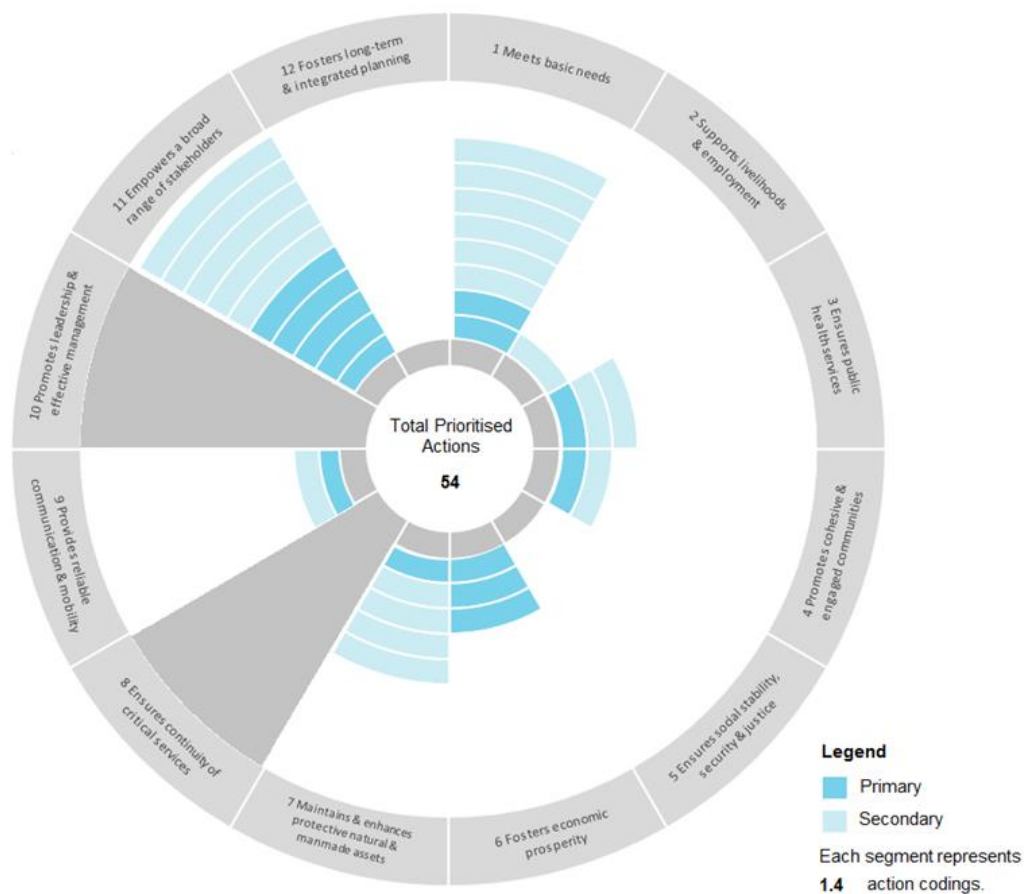 12 Fosters long-term
& integrated planning
1 Meets basic needs
2 Supports livelihoods
& employment
3 Ensures public
health services
4 Promotes cohesive &
engaged communities
5 Ensures social stability,
security & justice
6 Fosters economic
prosperity
7 Maintains & enhances
protective natural &
manmade assets
8 Ensures continuity of
critical services
9 Provides reliable
communication & mobility
10 Promotes leadership &
effective management
11 Empowers a broad
range of stakeholders
Total Prioritised
Actions
54
Legend
Primary
Secondary
Each segment represents
1.4 action codings.